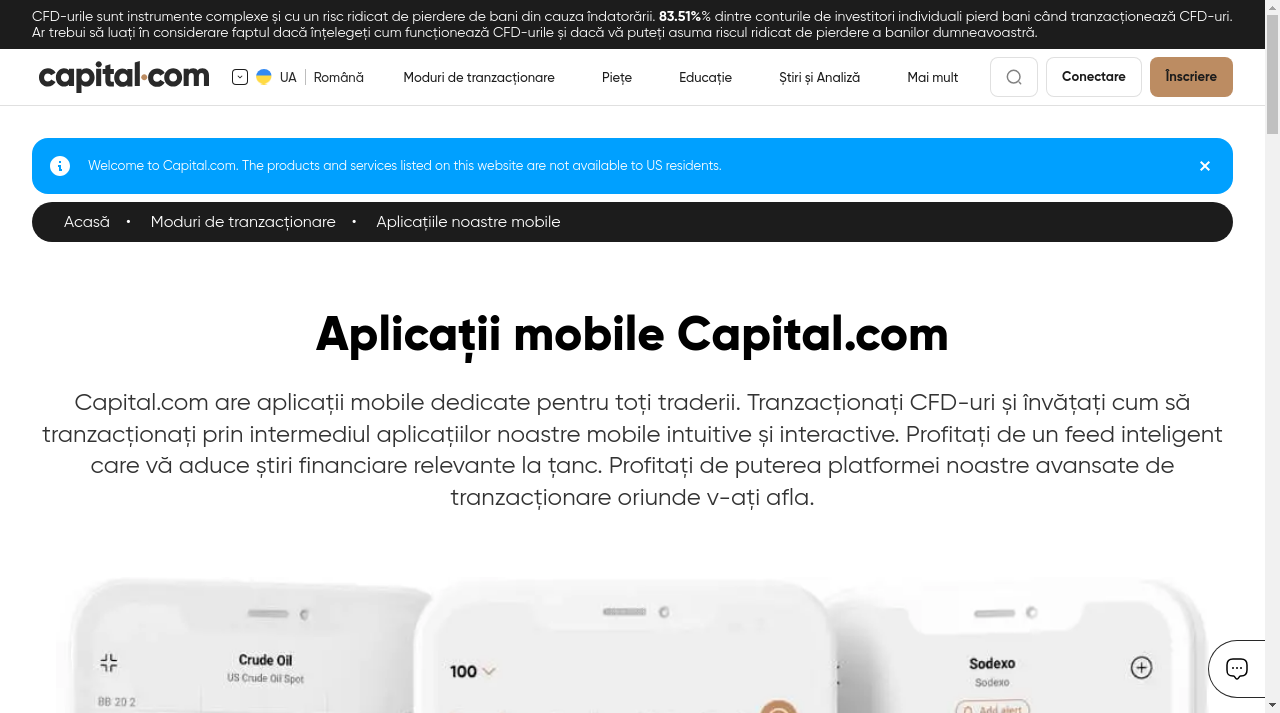 CFD-urile sunt instrumente complexe și cu un risc ridicat de pierdere de bani din cauza îndatorării. 83.51%% dintre conturile de investitori individuali pierd bani când tranzacționează CFD-uri.
Ar trebui să luați în considerare faptul dacă înțelegeți cum funcționează CFD-urile și dacă vă puteți asuma riscul ridicat de pierdere a banilor dumneavoastră.
capital.com UA Română Moduri de tranzacționare Piețe Educație Știri și Analiză Mai mult Conectare Înscriere
Welcome to Capital.com. The products and services listed on this website are not available to US residents.
Acasă • Moduri de tranzacționare • Aplicațiile noastre mobile
Aplicații mobile Capital.com
Capital.com are aplicații mobile dedicate pentru toți traderii. Tranzacționați CFD-uri și învățați cum să
tranzacționați prin intermediul aplicațiilor noastre mobile intuitive și interactive. Profitați de un feed inteligent
care vă aduce știri financiare relevante la țanc. Profitați de puterea platformei noastre avansate de
tranzacționare oriunde v-ați afla.
Crude Oil
US Crude Oil Spot
BB 20 2
100
Sodexo
Sodexo
Add alert